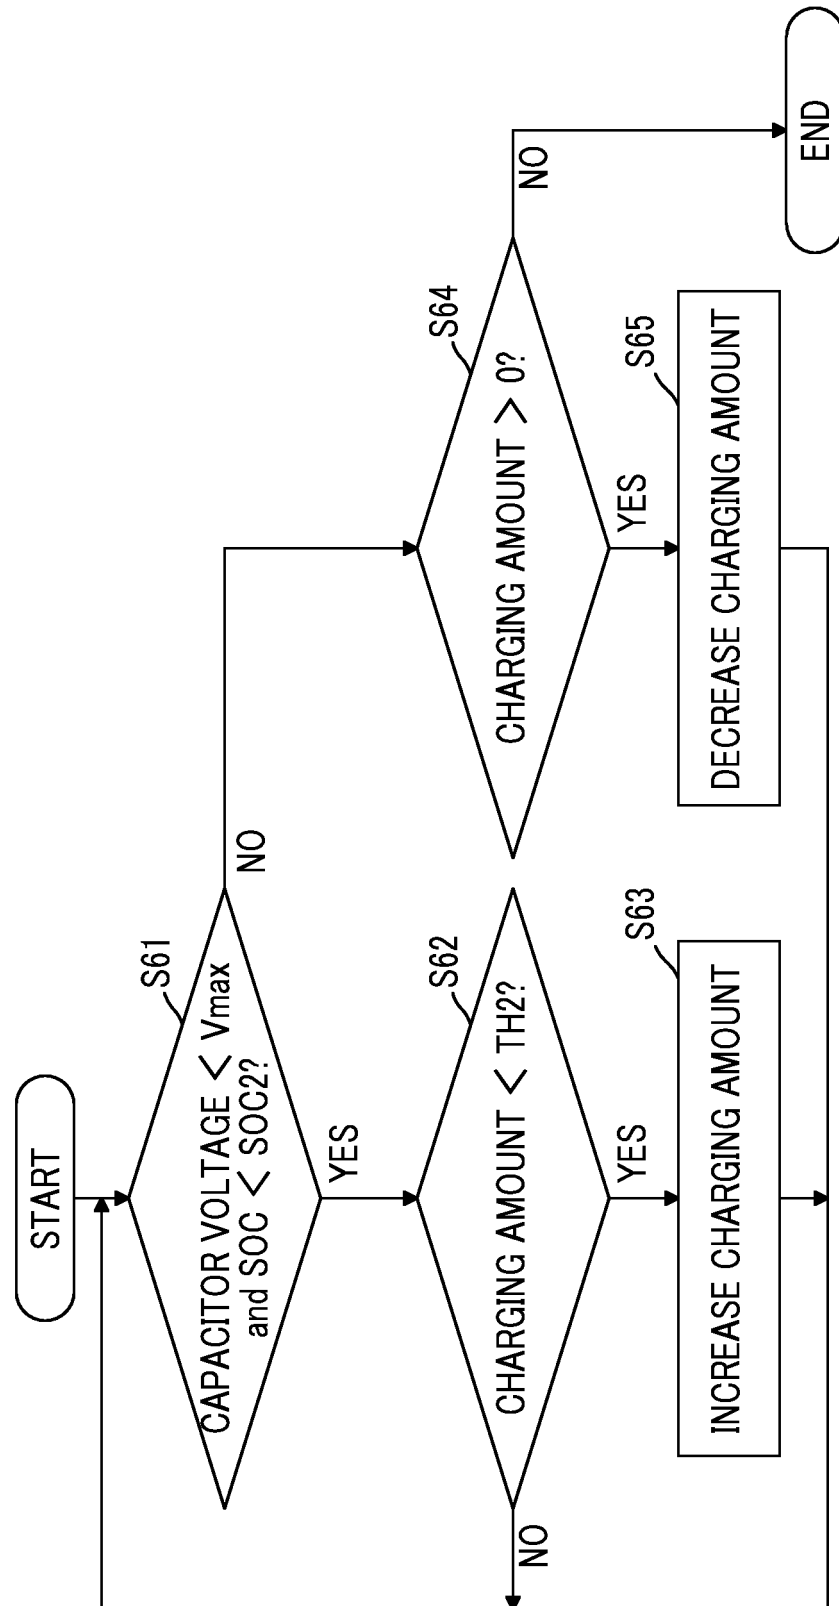 START
S61
CAPACITOR VOLTAGE < Vmax
and SOC < SOC2?
NO
YES
S62
CHARGING AMOUNT < TH2?
NO
YES
S63
INCREASE CHARGING AMOUNT
S64
CHARGING AMOUNT > 0?
NO
YES
S65
DECREASE CHARGING AMOUNT
END